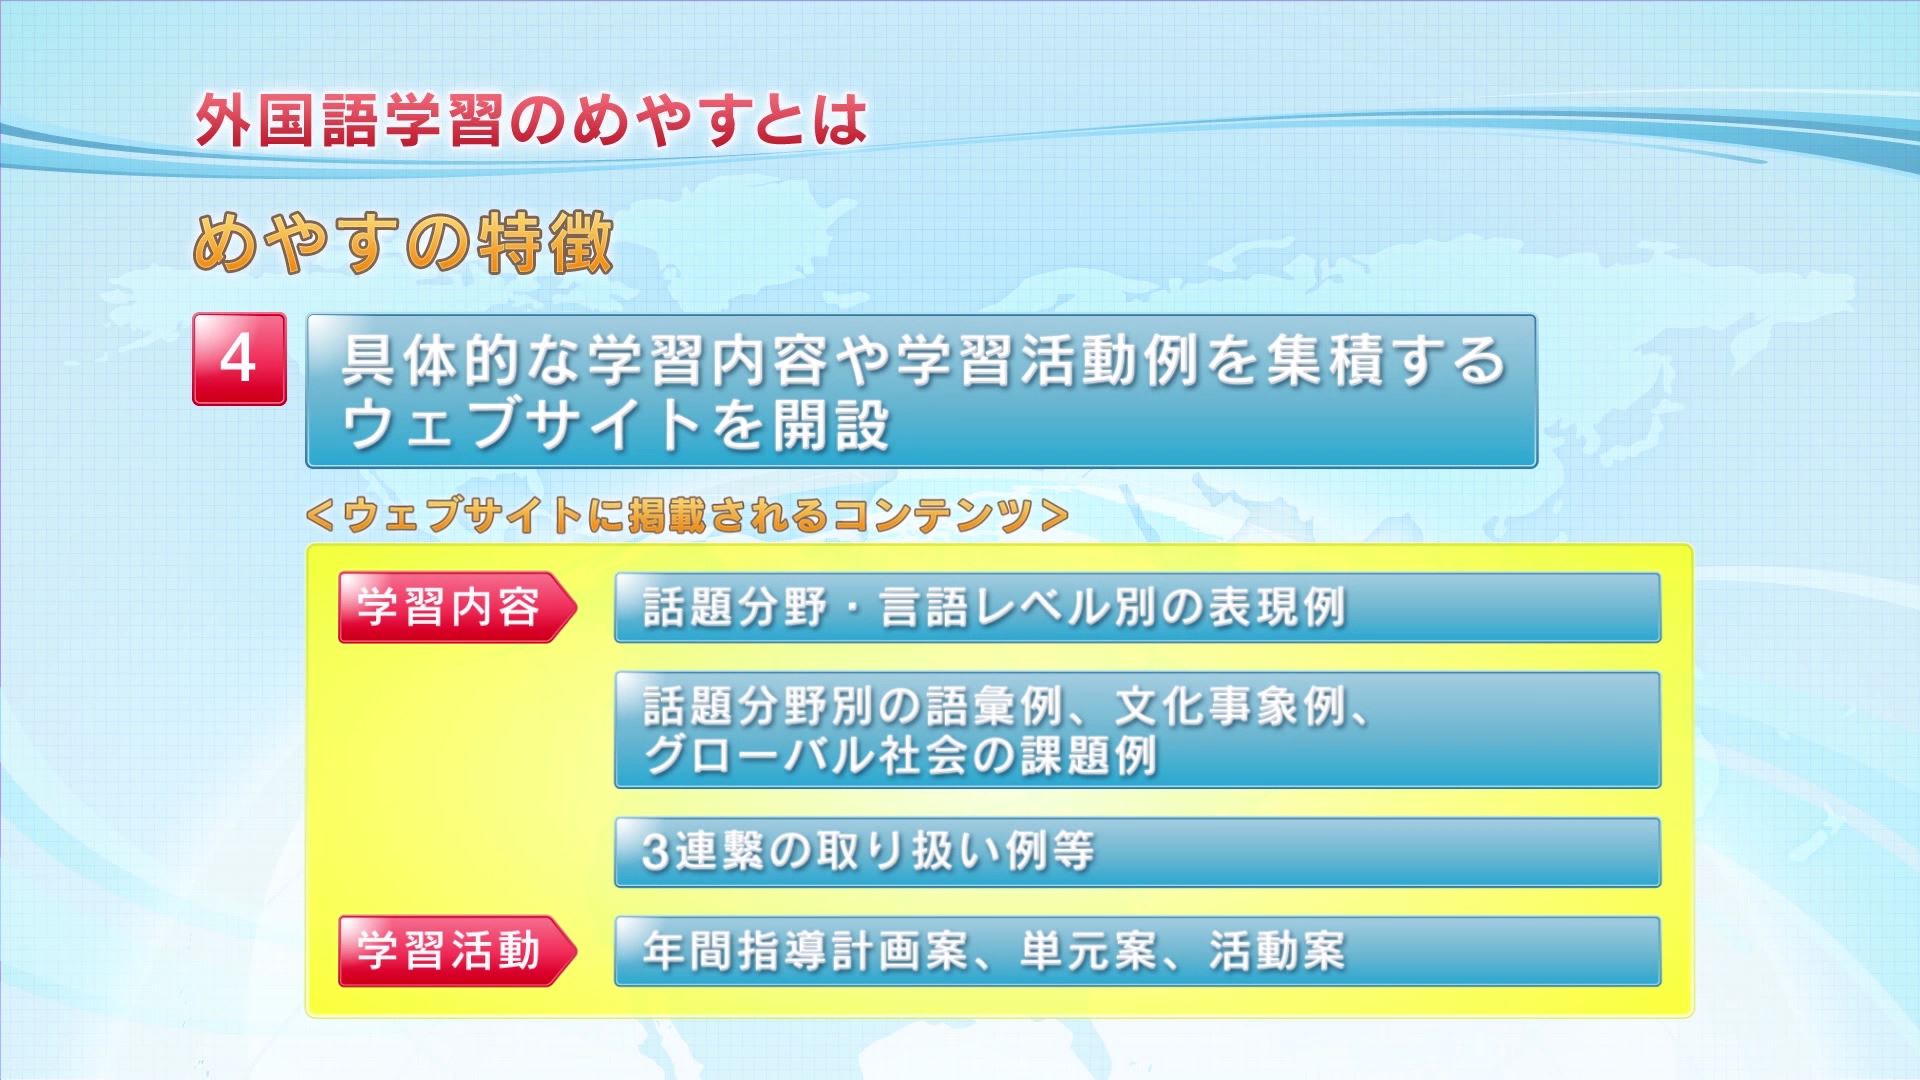 外国語学習のめやすとは
めやすの特徴
4
具体的な学習内容や学習活動例を集積する
ウェブサイトを開設
＜ウェブサイトに掲載されるコンテンツ＞
学習内容
話題分野・言語レベル別の表現例
話題分野別の語彙例、文化事象例、
グローバル社会の課題例
3連繫の取り扱い例等
学習活動
年間指導計画案、単元案、活動案